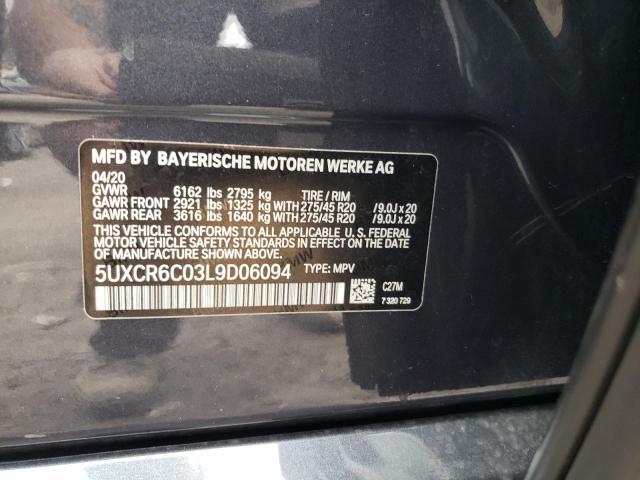 MFD BY BAYERISCHE MOTOREN WERKE AG
04/20
GVWR 6162 lbs 2795 kg TIRE / RIM
GAWR FRONT 2921 lbs 1325 kg WITH 275/45 R20 /9.0J x 20
GAWR REAR 3616 lbs 1640 kg WITH 275/45 R20 /9.0J x 20
THIS VEHICLE CONFORMS TO ALL APPLICABLE U.S. FEDERAL
MOTOR VEHICLE SAFETY STANDARDS IN EFFECT ON THE DATE
OF MANUFACTURE SHOWN ABOVE.
5UXCR6C03L9D06094 TYPE: MPV
C27M
7 320 729